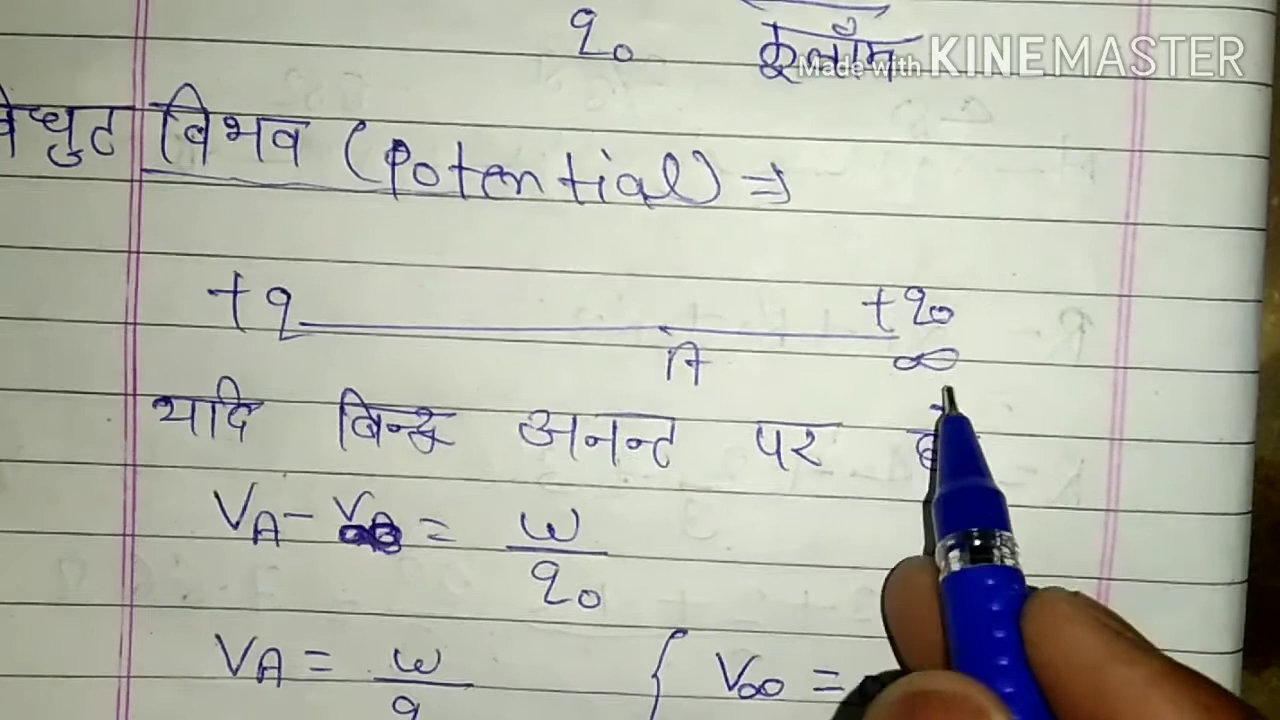 q₀ कूलॉम
Made with KINEMASTER
विभव (Potential) ⇒
+q +q₀
A ∞
यदि बिन्दु अनन्त पर
V_A - = w/q₀
V_A = w/q { V∞ =